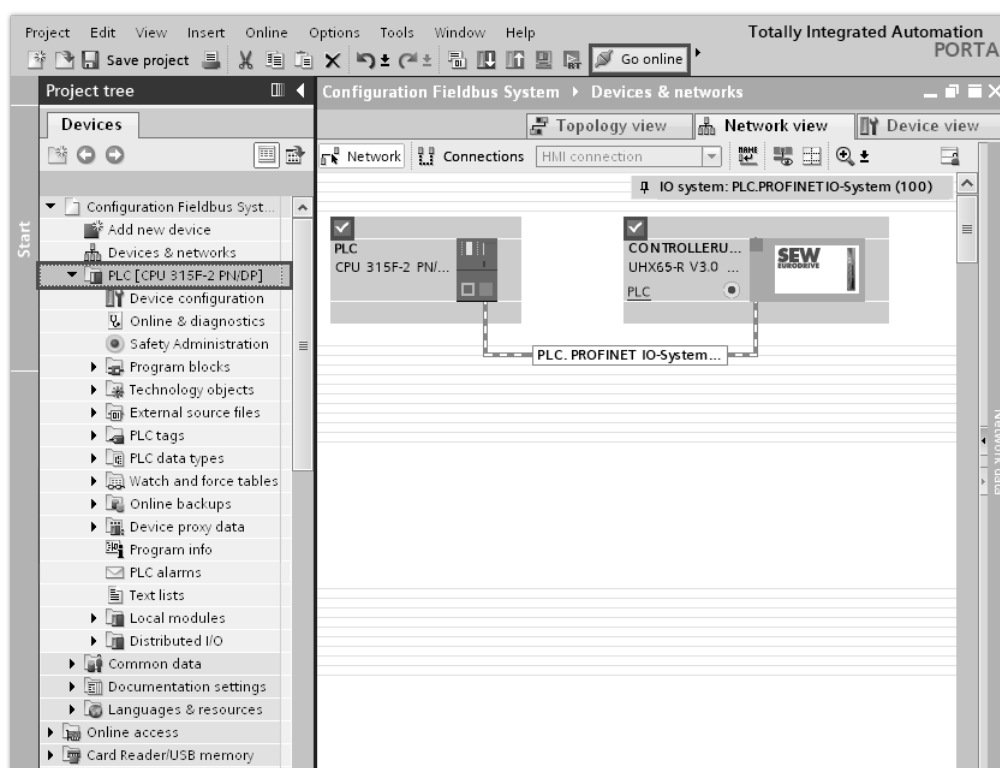 Project Edit View Insert Online Options Tools Window Help
Totally Integrated Automation
PORTA
Save project
Go online
Project tree
Configuration Fieldbus System Devices & networks
Devices
Topology view Network view Device view
Network Connections HMI connection
IO system: PLC.PROFINET IO-System (100)
Start
Configuration Fieldbus Syst...
Add new device
Devices & networks
PLC [CPU 315F-2 PN/DP]
Device configuration
Online & diagnostics
Safety Administration
Program blocks
Technology objects
External source files
PLC tags
PLC data types
Watch and force tables
Online backups
Device proxy data
Program info
PLC alarms
Text lists
Local modules
Distributed I/O
Common data
Documentation settings
Languages & resources
Online access
Card Reader/USB memory
PLC
CPU 315F-2 PN/...
CONTROLLERU...
UHX65-R V3.0 ...
PLC
SEW
EURODRIVE
PLC. PROFINET IO-System...
Network data